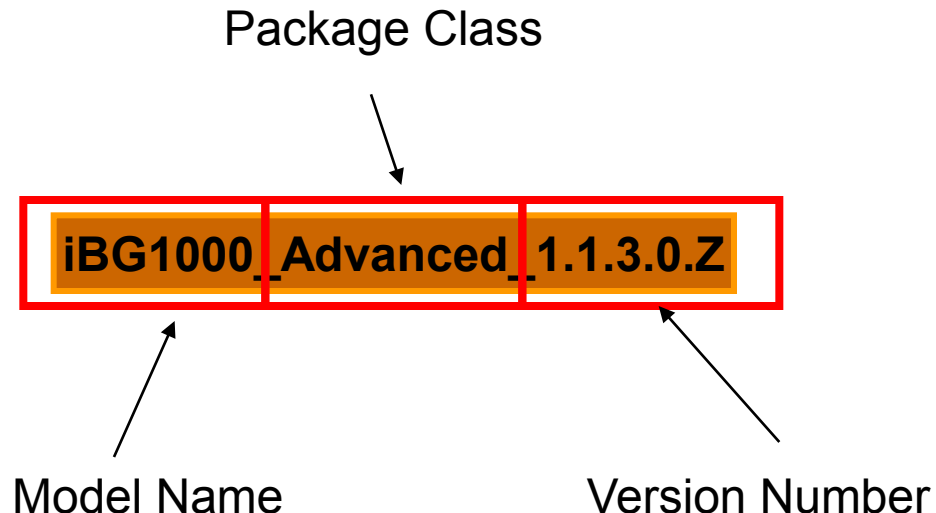 Package Class
iBG1000_Advanced_1.1.3.0.Z
Model Name
Version Number